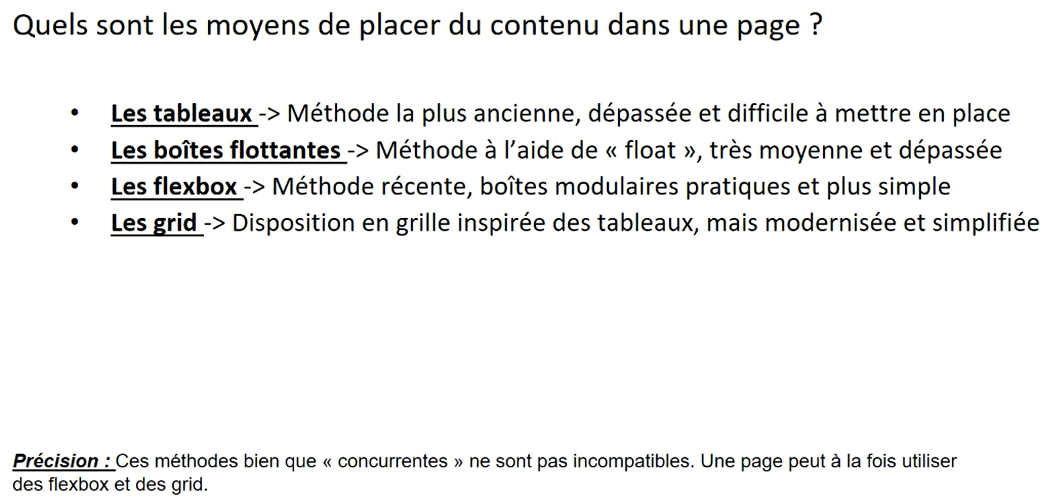 Quels sont les moyens de placer du contenu dans une page ?
• Les tableaux -> Méthode la plus ancienne, dépassée et difficile à mettre en place
• Les boîtes flottantes -> Méthode à l’aide de « float », très moyenne et dépassée
• Les flexbox -> Méthode récente, boîtes modulaires pratiques et plus simple
• Les grid -> Disposition en grille inspirée des tableaux, mais modernisée et simplifiée
Précision : Ces méthodes bien que « concurrentes » ne sont pas incompatibles. Une page peut à la fois utiliser
des flexbox et des grid.